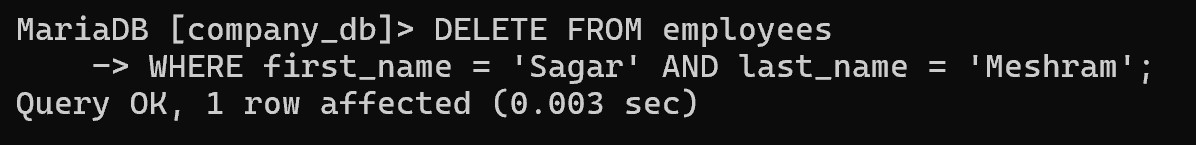 MariaDB [company_db]> DELETE FROM employees
    -> WHERE first_name = 'Sagar' AND last_name = 'Meshram';
Query OK, 1 row affected (0.003 sec)